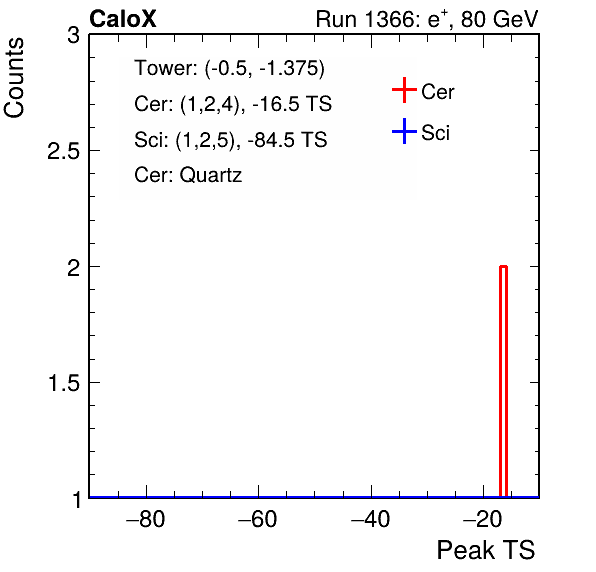 CaloX
Run 1366: e+, 80 GeV
Counts
3
2.5
2
1.5
1
Tower: (-0.5, -1.375)
Cer: (1,2,4), -16.5 TS
Sci: (1,2,5), -84.5 TS
Cer: Quartz
Cer
Sci
−80
−60
−40
−20
Peak TS